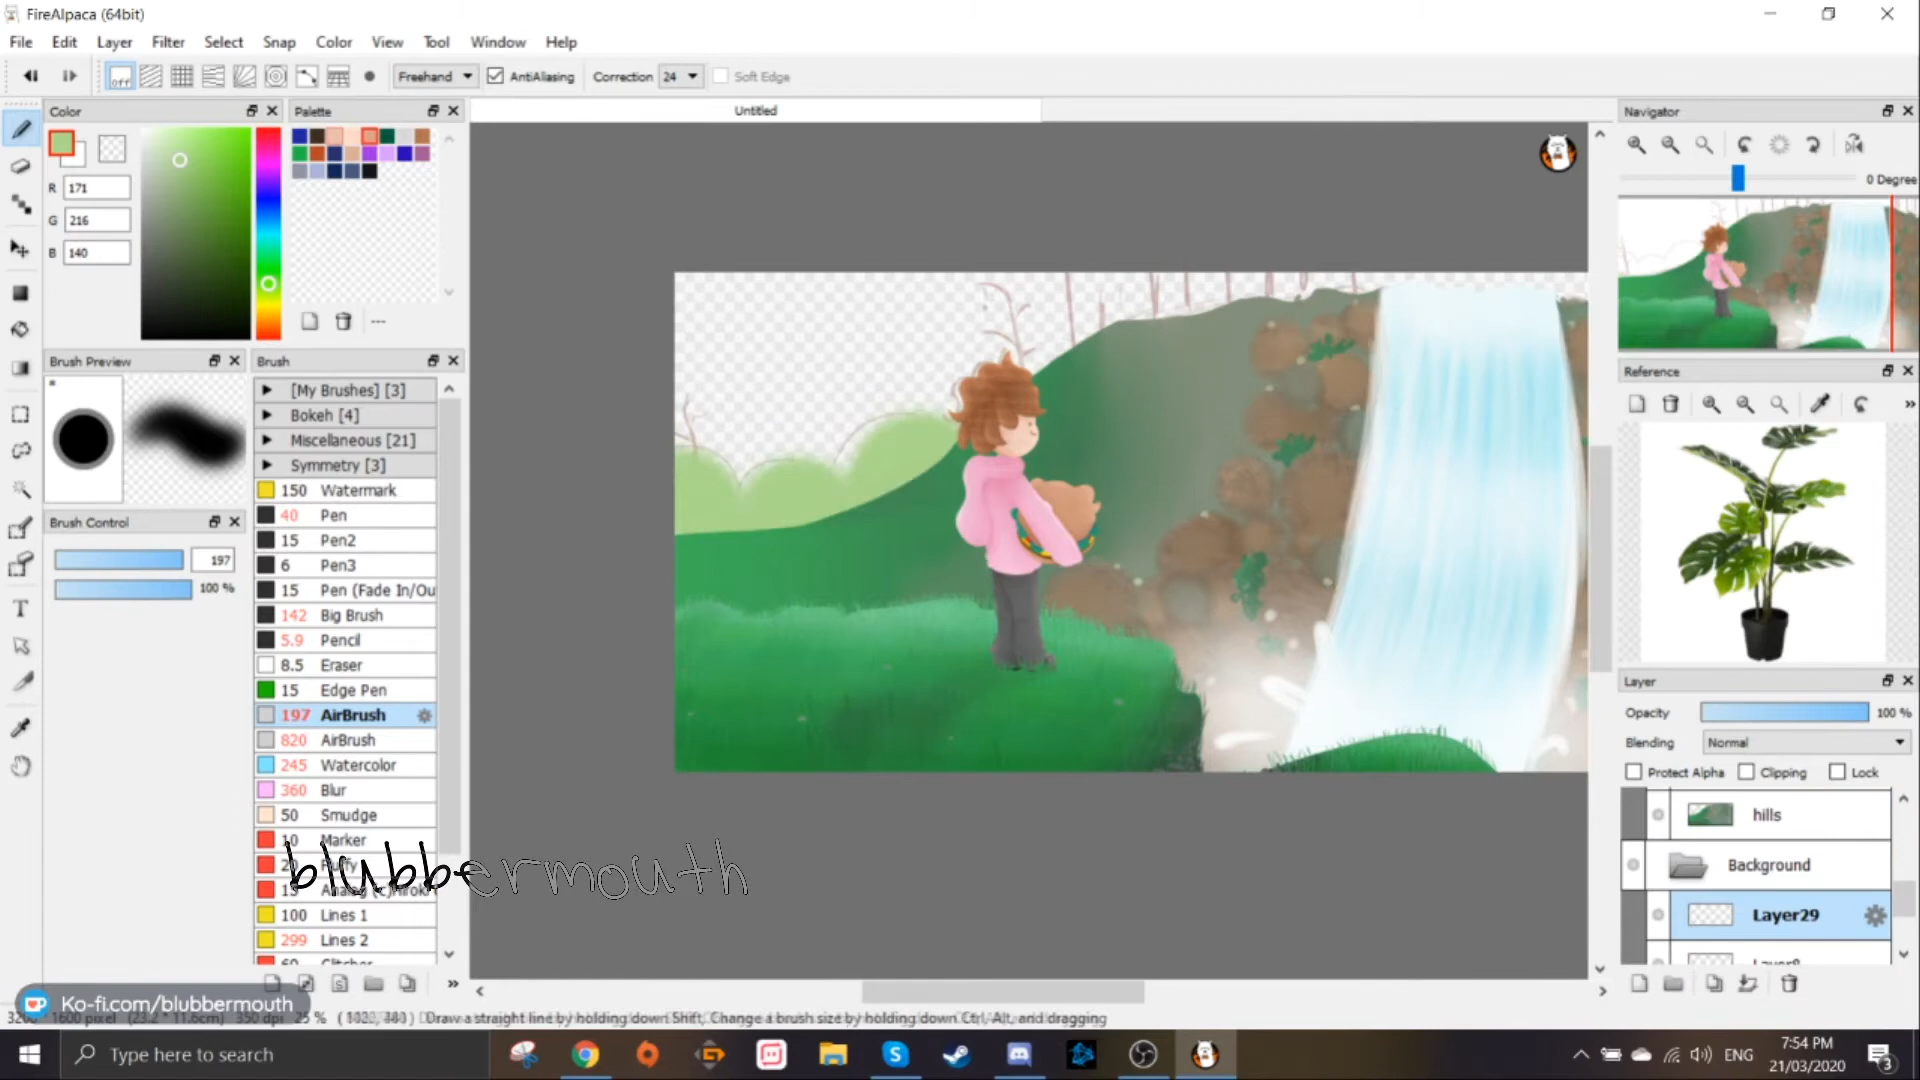 FireAlpaca (64bit)
File Edit Layer Filter Select Snap Color View Tool Window Help
off Freehand AntiAliasing Correction 24 Soft Edge
Color
Palette
Untitled
Navigator
R 171
G 216
B 140
0 Degree
Brush Preview
Brush
Reference
[My Brushes] [3]
Bokeh [4]
Miscellaneous [21]
Symmetry [3]
150 Watermark
40 Pen
15 Pen2
6 Pen3
15 Pen (Fade In/Ou
142 Big Brush
5.9 Pencil
8.5 Eraser
15 Edge Pen
197 AirBrush
820 AirBrush
245 Watercolor
360 Blur
50 Smudge
10 Marker
100 Lines 1
299 Lines 2
Brush Control
197
100 %
Layer
Opacity 100 %
Blending Normal
Protect Alpha Clipping Lock
hills
Background
Layer29
blubbermouth
Ko-fi.com/blubbermouth
350 dpi 25 % Draw a straight line by holding down Shift, Change a brush size by holding down Ctrl, Alt, and dragging
Type here to search
ENG
7:54 PM
21/03/2020
3